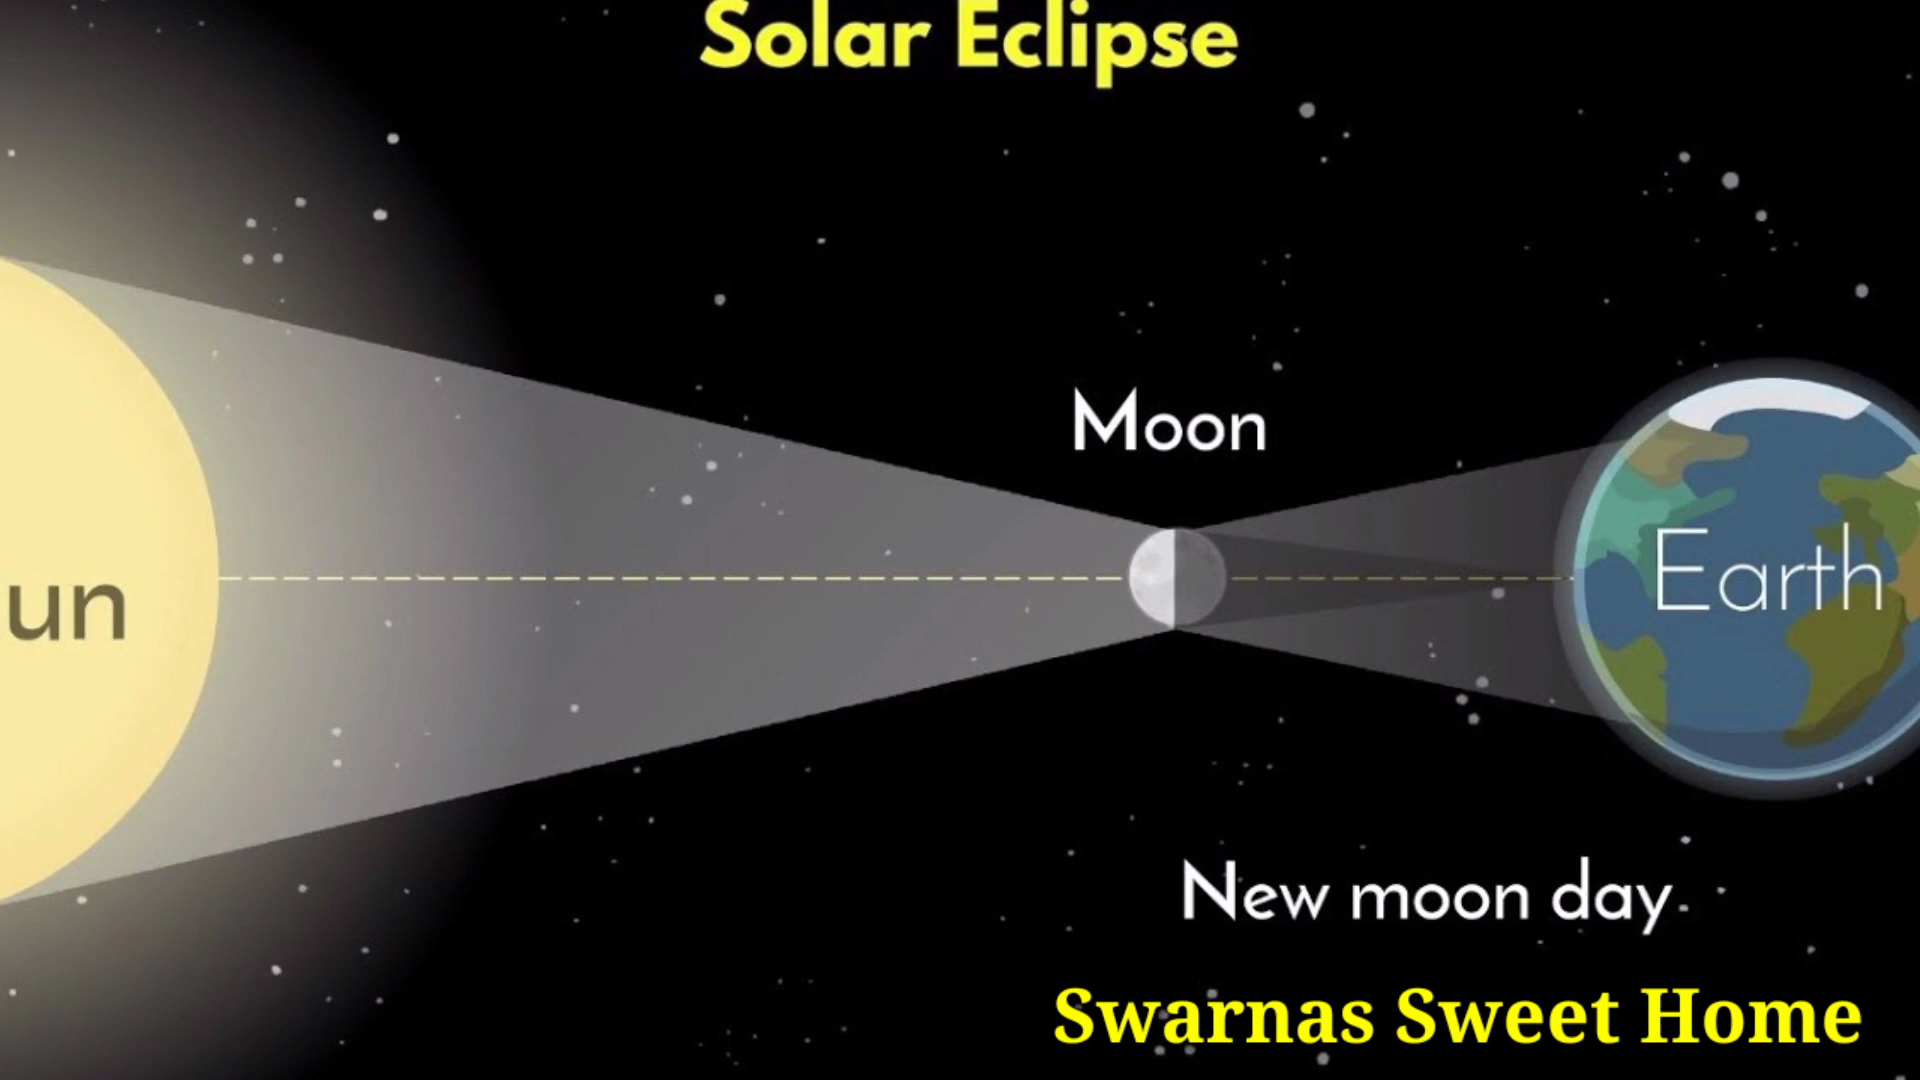 Solar Eclipse
Moon
un
Earth
New moon day
Swarnas Sweet Home